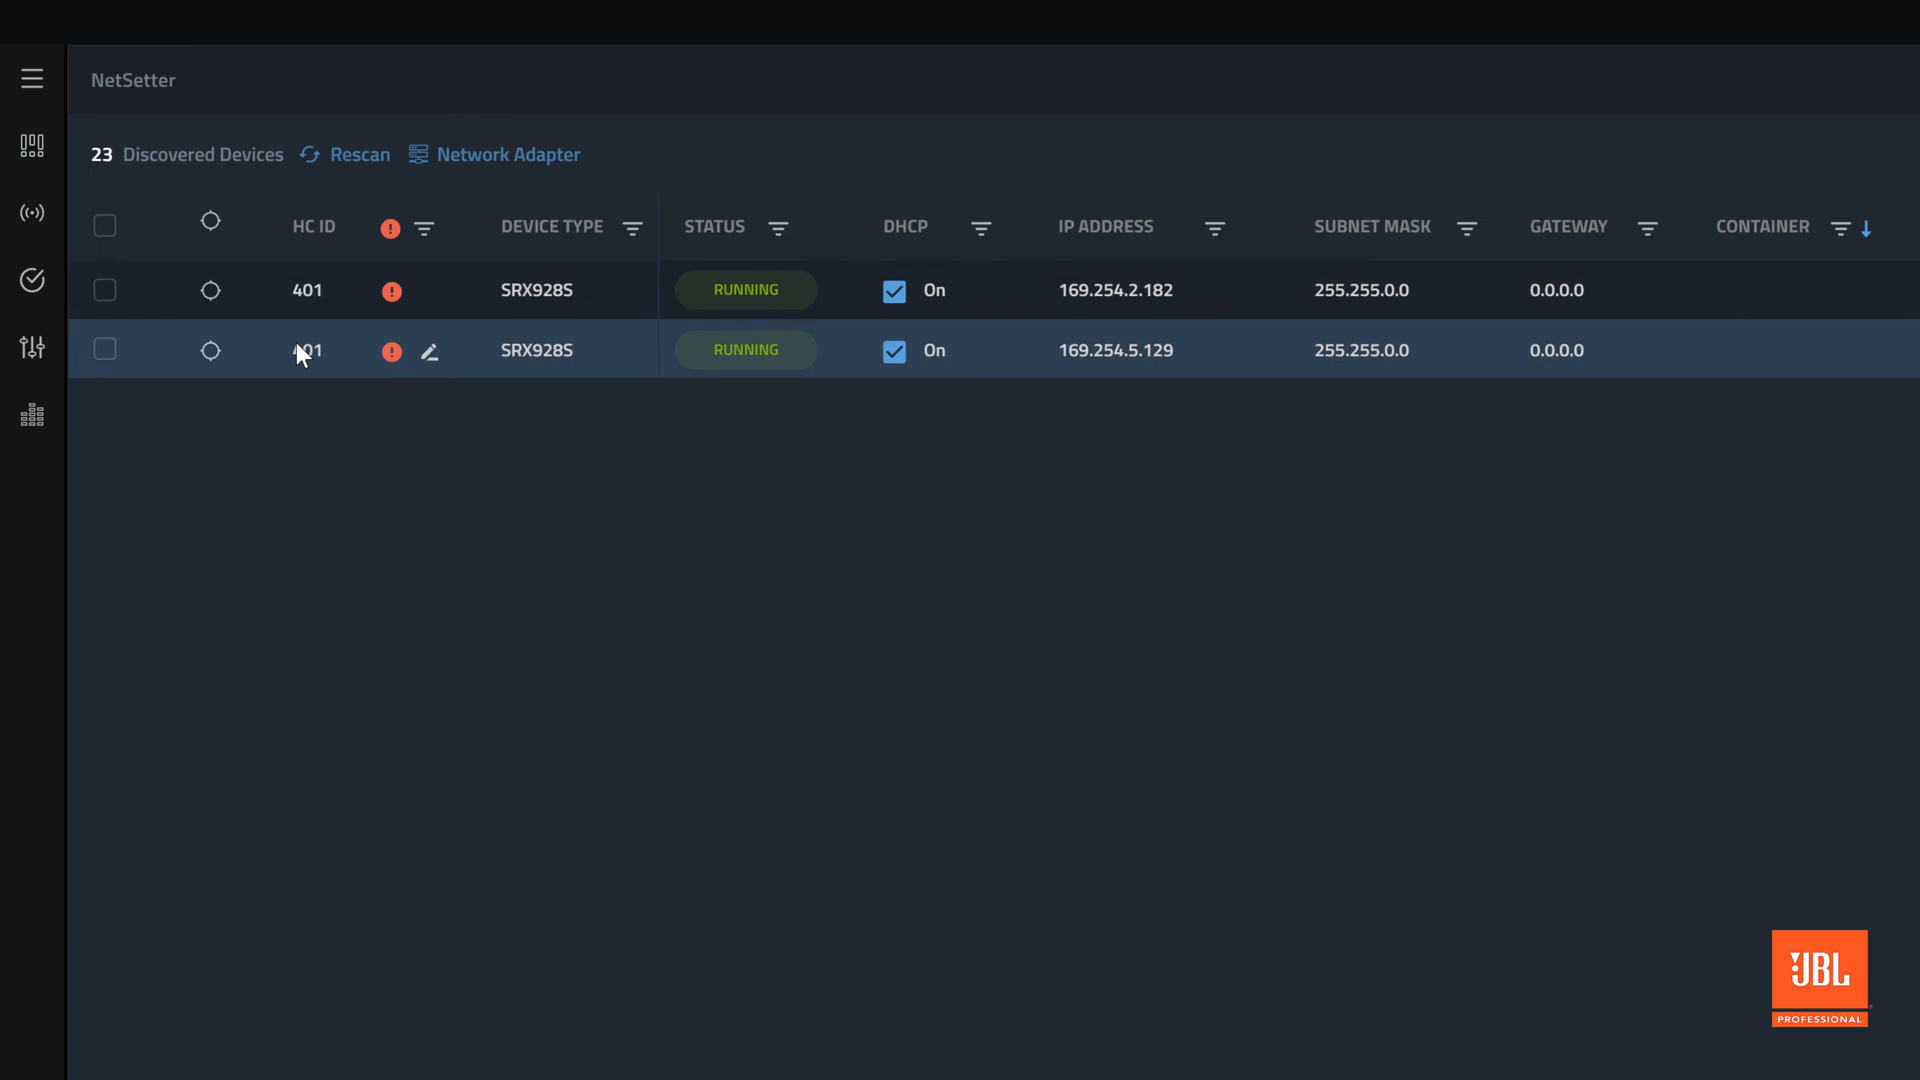 NetSetter
23 Discovered Devices Rescan Network Adapter
HC ID ! DEVICE TYPE STATUS DHCP IP ADDRESS SUBNET MASK GATEWAY CONTAINER
401 ! SRX928S RUNNING On 169.254.2.182 255.255.0.0 0.0.0.0
401 ! SRX928S RUNNING On 169.254.5.129 255.255.0.0 0.0.0.0
JBL
PROFESSIONAL